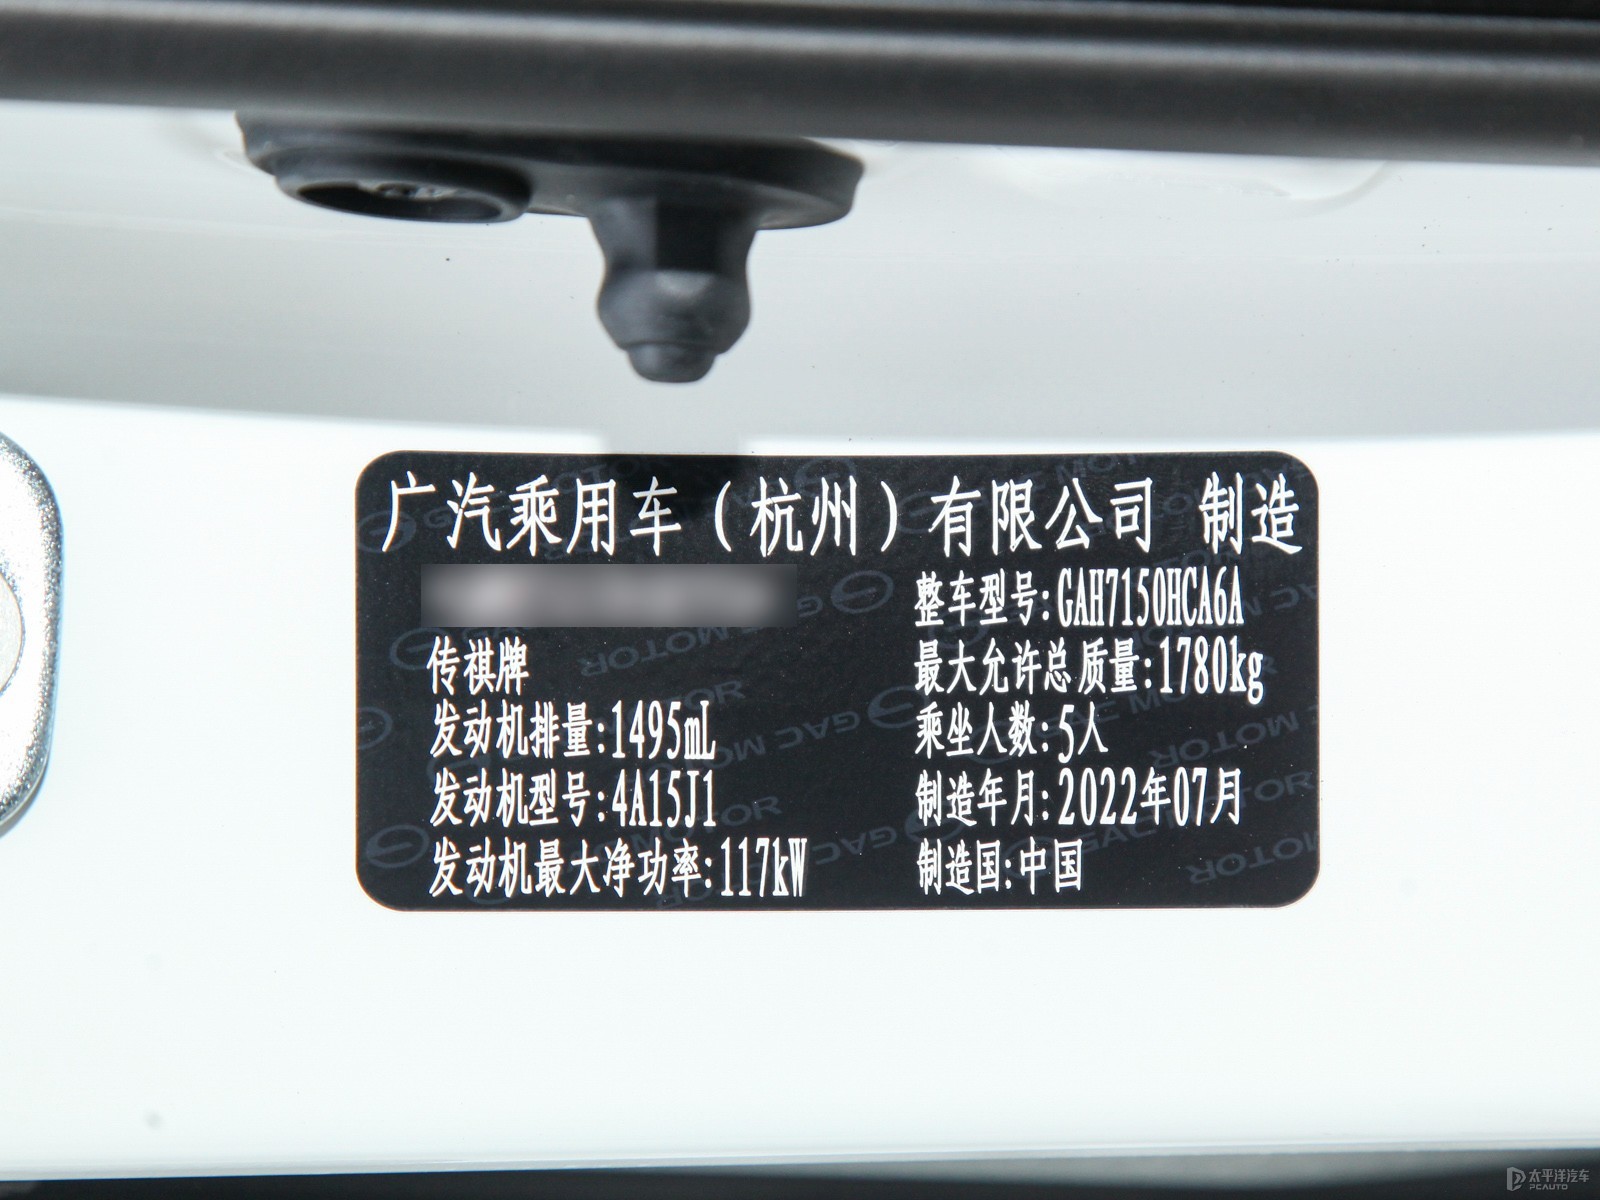 广汽乘用车（杭州）有限公司 制造
整车型号:GAH7150HCA6A
传祺牌
最大允许总质量:1780kg
发动机排量:1495mL
乘坐人数:5人
发动机型号:4A15J1
制造年月:2022年07月
发动机最大净功率:117kW
制造国:中国
太平洋汽车
PCAUTO